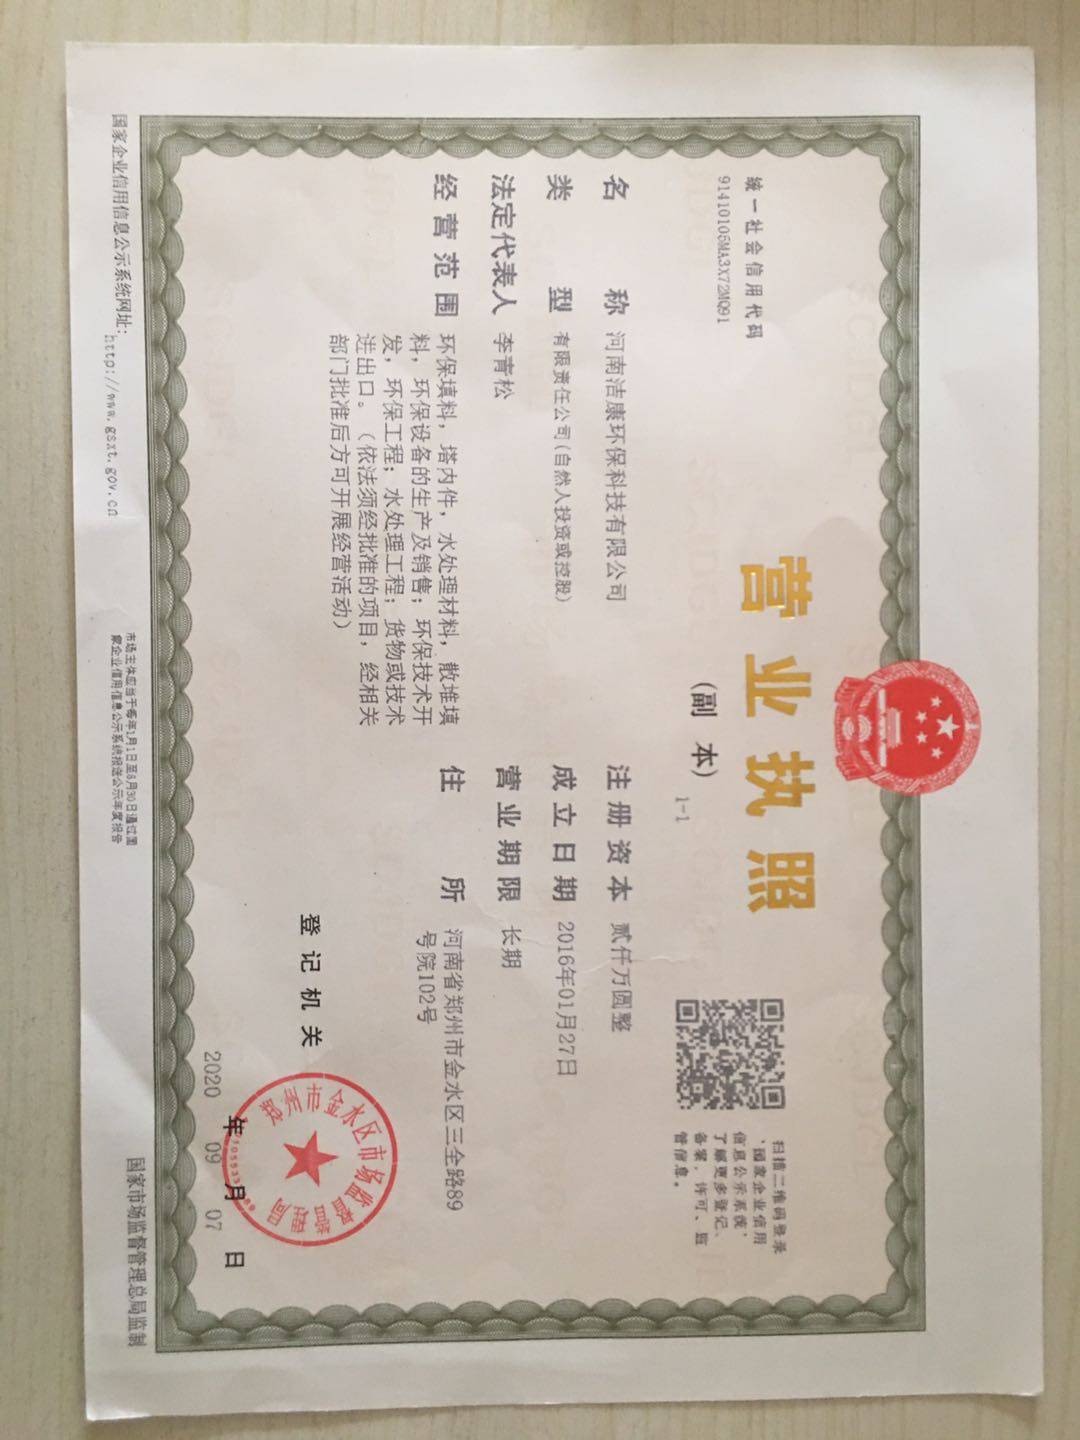 统一社会信用代码
91410105MA3X72MQ91
营业执照
(副 本)
1-1
扫描二维码登录
‘国家企业信用
信息公示系统’
了解更多登记、
备案、许可、监
管信息。
名 称 河南洁康环保科技有限公司
类 型 有限责任公司(自然人投资或控股)
法定代表人 李青松
经营范围 环保填料，塔内件，水处理材料，散堆填
料，环保设备的生产及销售；环保技术开
发，环保工程；水处理工程；货物或技术
进出口。（依法须经批准的项目，经相关
部门批准后方可开展经营活动）
注册资本 贰仟万圆整
成立日期 2016年01月27日
营业期限 长期
住 所 河南省郑州市金水区三全路89
号院102号
登记机关
郑州市金水区市场监督管理局
2020 年 09 月 07 日
国家企业信用信息公示系统网址：http://www.gsxt.gov.cn
市场主体应当于每年1月1日至6月30日通过国
家企业信用信息公示系统报送公示年度报告
国家市场监督管理总局监制